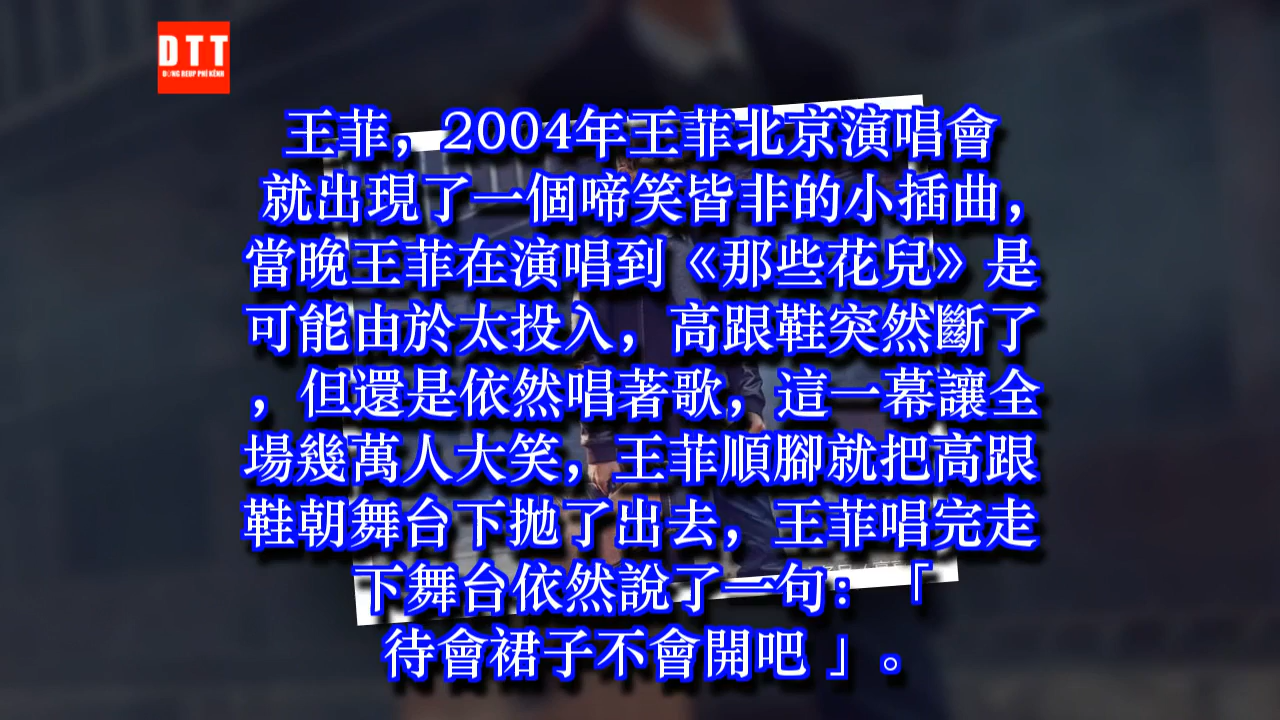 DTT
王菲，2004年王菲北京演唱會
就出現了一個啼笑皆非的小插曲，
當晚王菲在演唱到《那些花兒》是
可能由於太投入，高跟鞋突然斷了
，但還是依然唱著歌，這一幕讓全
場幾萬人大笑，王菲順腳就把高跟
鞋朝舞台下拋了出去，王菲唱完走
下舞台依然說了一句：「
待會裙子不會開吧 」。